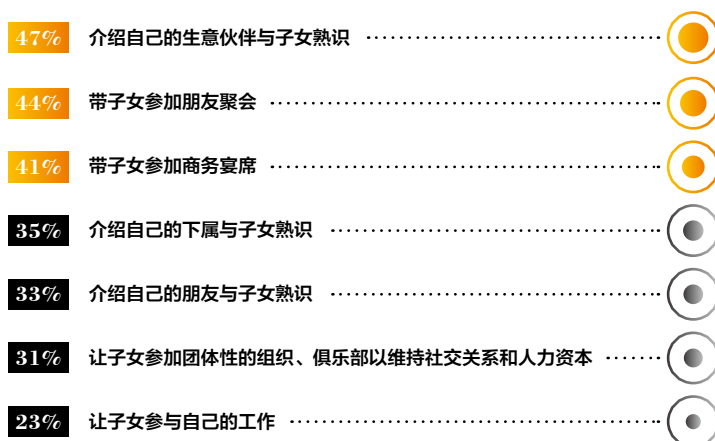 47% 介绍自己的生意伙伴与子女熟识
44% 带子女参加朋友聚会
41% 带子女参加商务宴席
35% 介绍自己的下属与子女熟识
33% 介绍自己的朋友与子女熟识
31% 让子女参加团体性的组织、俱乐部以维持社交关系和人力资本
23% 让子女参与自己的工作